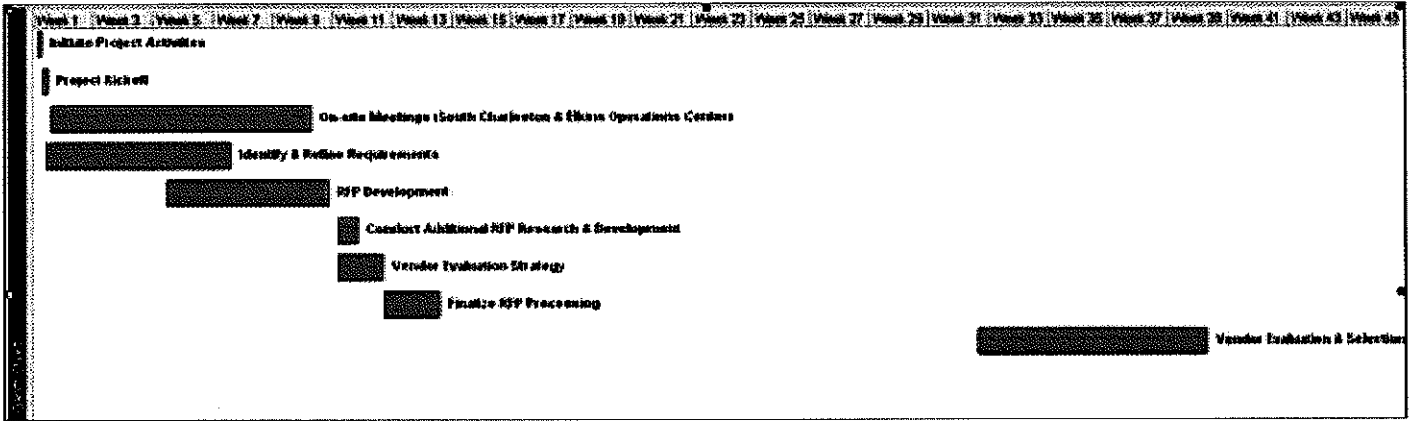 Week 1 Week 3 Week 5 Week 7 Week 9 Week 11 Week 13 Week 15 Week 17 Week 19 Week 21 Week 23 Week 25 Week 27 Week 29 Week 31 Week 33 Week 35 Week 37 Week 39 Week 41 Week 43 Week 45
Initiate Project Activities
Project Kickoff
On-site Meetings (South Charleston & Elkins Operations Centers
Identify & Refine Requirements
RFP Development
Conduct Additional RFP Research & Development
Vendor Evaluation Strategy
Finalize RFP Processing
Vendor Evaluation & Selection